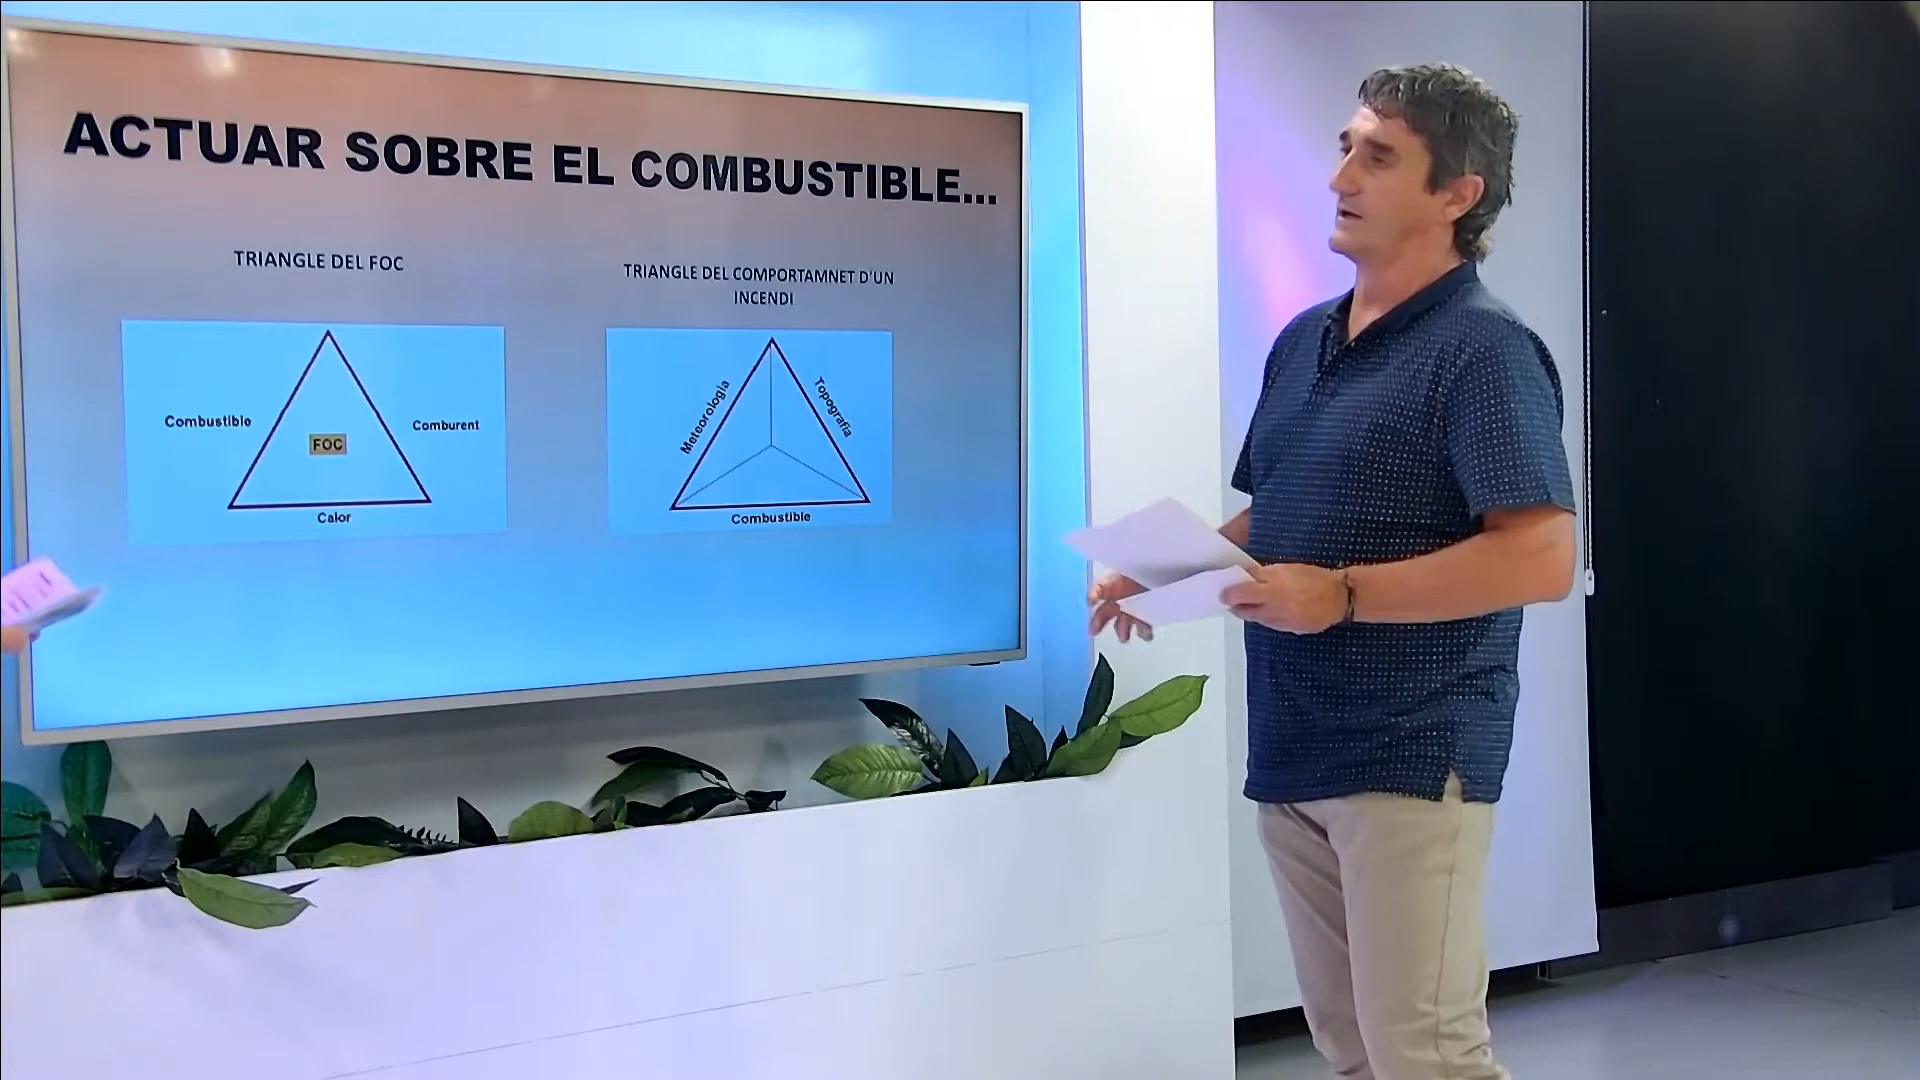 ACTUAR SOBRE EL COMBUSTIBLE...
TRIANGLE DEL FOC
Combustible
Comburent
FOC
Calor
TRIANGLE DEL COMPORTAMNET D'UN
INCENDI
Meteorologia
Topografia
Combustible